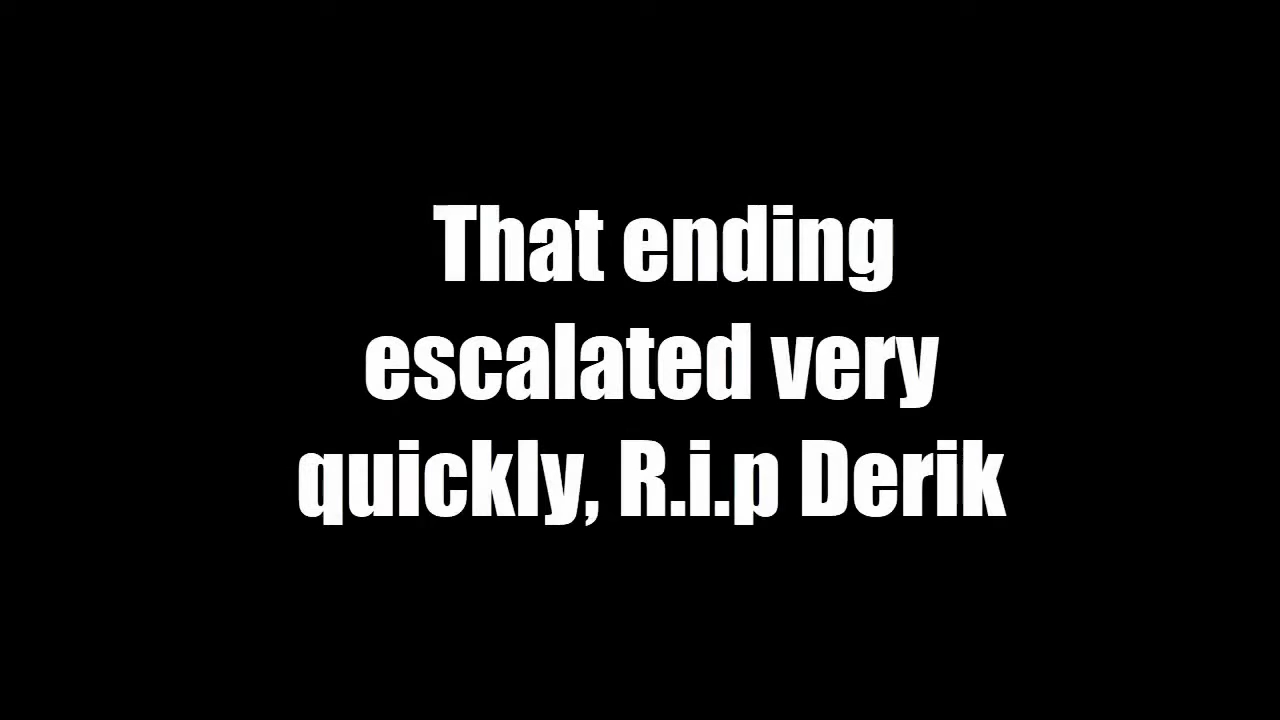 That ending
escalated very
quickly, R.i.p Derik